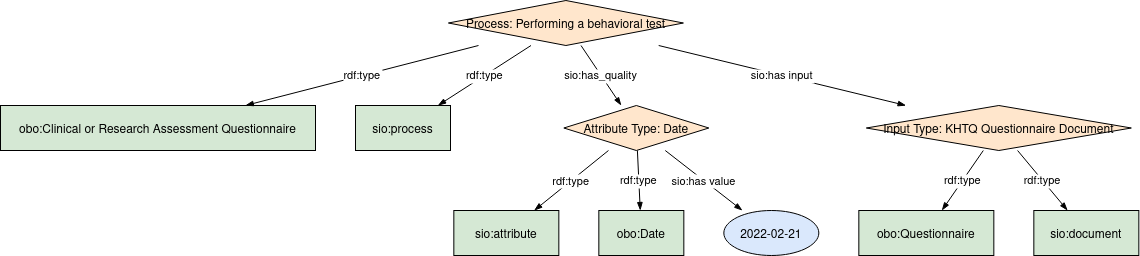 Process: Performing a behavioral test
rdf:type
rdf:type
sio:has_quality
sio:has input
obo:Clinical or Research Assessment Questionnaire
sio:process
Attribute Type: Date
Input Type: KHTQ Questionnaire Document
rdf:type
rdf:type
sio:has value
rdf:type
rdf:type
sio:attribute
obo:Date
2022-02-21
obo:Questionnaire
sio:document